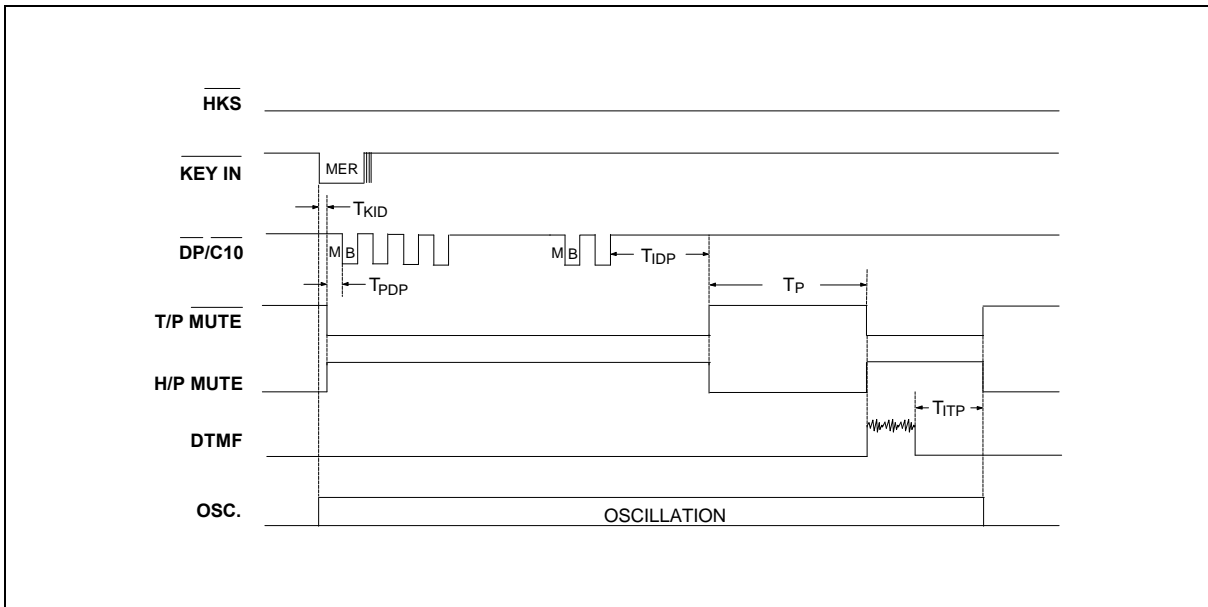 HKS
KEY IN
MER
TKID
DP/C10
M B
M B
TIDP
TPDP
TP
T/P MUTE
H/P MUTE
TITP
DTMF
OSC.
OSCILLATION